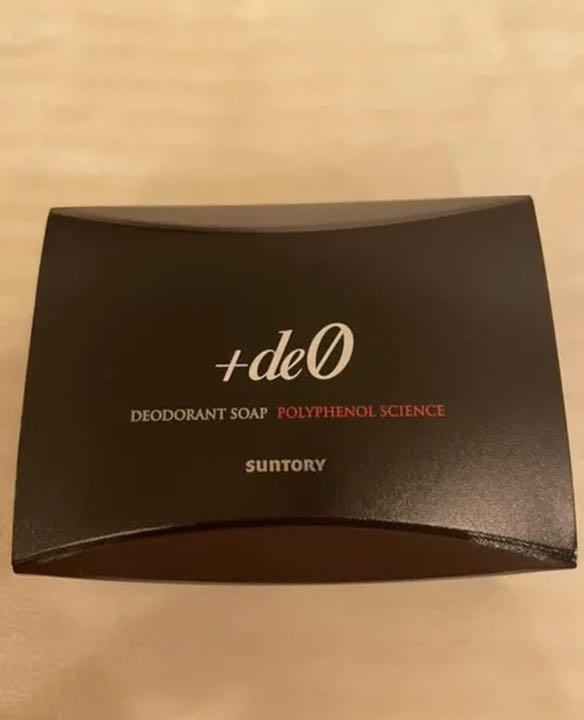 +de0
DEODORANT SOAP POLYPHENOL SCIENCE
SUNTORY